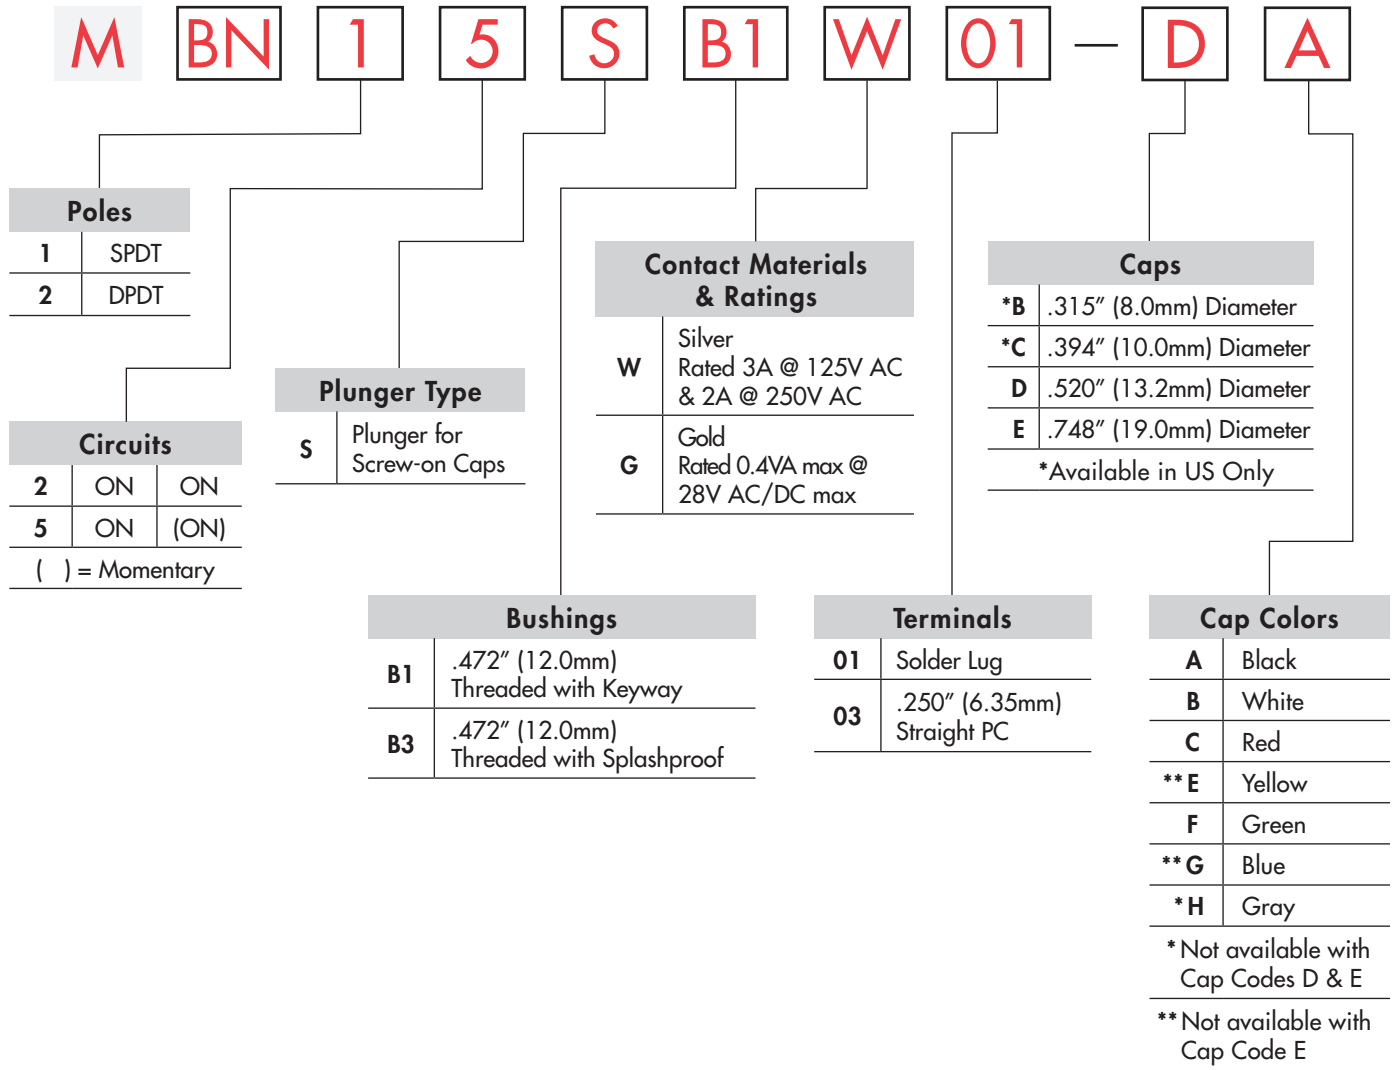 M BN 1 5 S B1 W 01 — D A
Poles
1 SPDT
2 DPDT
Circuits
2 ON ON
5 ON (ON)
( ) = Momentary
Plunger Type
S Plunger for
Screw-on Caps
Contact Materials
& Ratings
W Silver
Rated 3A @ 125V AC
& 2A @ 250V AC
G Gold
Rated 0.4VA max @
28V AC/DC max
Caps
*B .315″ (8.0mm) Diameter
*C .394″ (10.0mm) Diameter
D .520″ (13.2mm) Diameter
E .748″ (19.0mm) Diameter
*Available in US Only
Bushings
B1 .472″ (12.0mm)
Threaded with Keyway
B3 .472″ (12.0mm)
Threaded with Splashproof
Terminals
01 Solder Lug
03 .250″ (6.35mm)
Straight PC
Cap Colors
A Black
B White
C Red
**E Yellow
F Green
**G Blue
*H Gray
*Not available with
Cap Codes D & E
**Not available with
Cap Code E